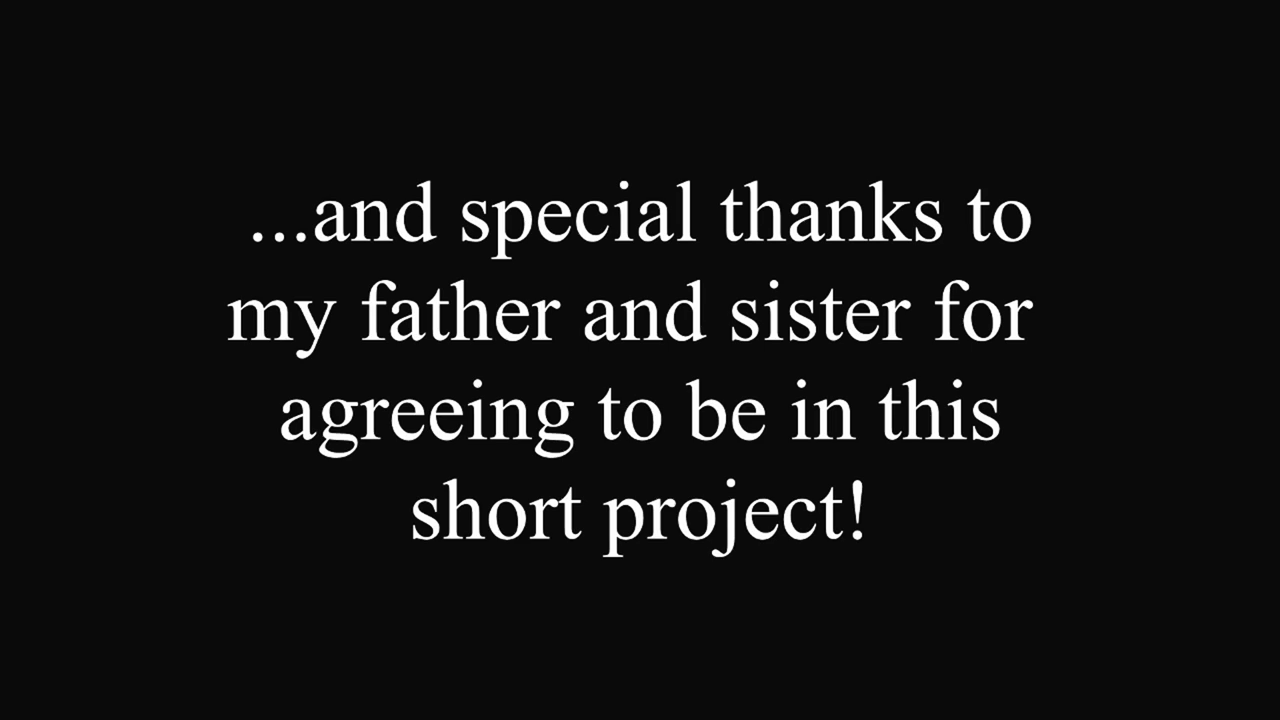 ...and special thanks to
my father and sister for
agreeing to be in this
short project!